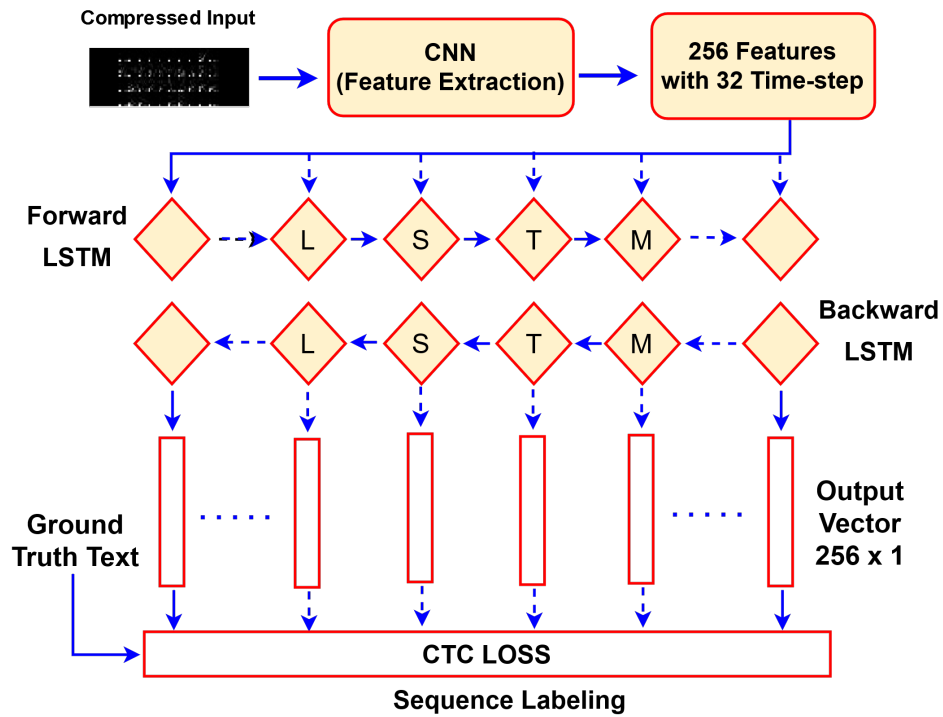 Compressed Input
CNN
(Feature Extraction)
256 Features
with 32 Time-step
Forward
LSTM
L S T M
Backward
LSTM
L S T M
Output
Vector
256 x 1
Ground
Truth Text
CTC LOSS
Sequence Labeling